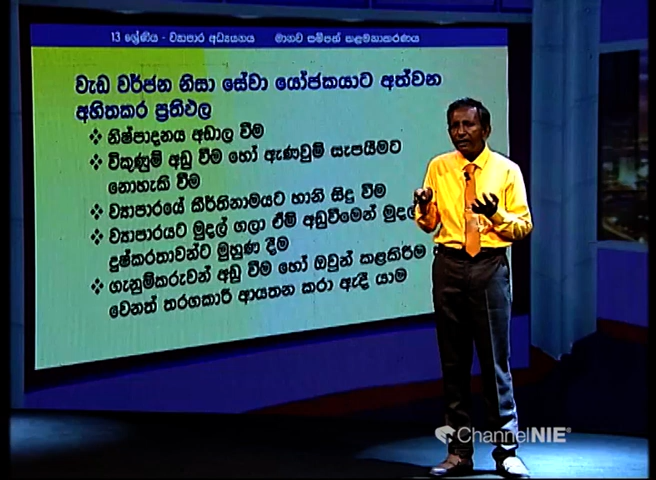 13 ශ්‍රේණිය - ව්‍යාපාර අධ්‍යයනය මානව සම්පත් කළමනාකරණය
වැඩ වර්ජන නිසා සේවා යෝජකයාට අත්වන
අහිතකර ප්‍රතිඵල
❖ නිෂ්පාදනය අඩාල වීම
❖ විකුණුම් අඩු වීම හෝ ඇණවුම් සැපයීමට
නොහැකි වීම
❖ ව්‍යාපාරයේ කීර්තිනාමයට හානි සිදු වීම
❖ ව්‍යාපාරයට මුදල් ගලා ඒම් අඩුවීමෙන් මුදල්
දුෂ්කරතාවන්ට මුහුණ දීම
❖ ගැනුම්කරුවන් අඩු වීම හෝ ඔවුන් කළකිරීම
වෙනත් තරගකාරී ආයතන කරා ඇදී යාම
ChannelNIE